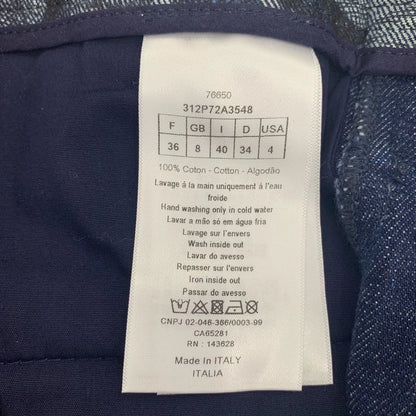 76650
312P72A3548
F GB I D USA
36 8 40 34 4
100% Coton - Cotton - Algodão
Lavage á la main uniquement á l'eau
froide
Hand washing only in cold water
Lavar a mão só em água fria
Lavage sur l'envers
Wash inside out
Lavar do avesso
Repasser sur l'envers
Iron inside out
Passar do avesso
CNPJ 02-046-386/0003-99
CA65281
RN : 143628
Made In ITALY
ITALIA